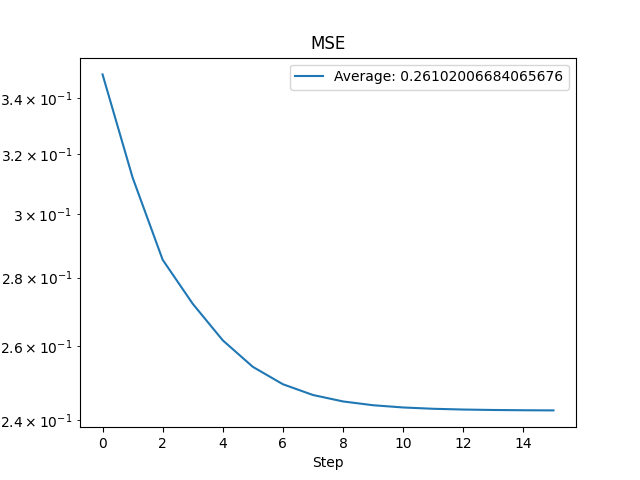 MSE
Average: 0.26102006684065676
3.4 × 10⁻¹
3.2 × 10⁻¹
3 × 10⁻¹
2.8 × 10⁻¹
2.6 × 10⁻¹
2.4 × 10⁻¹
0 2 4 6 8 10 12 14
Step